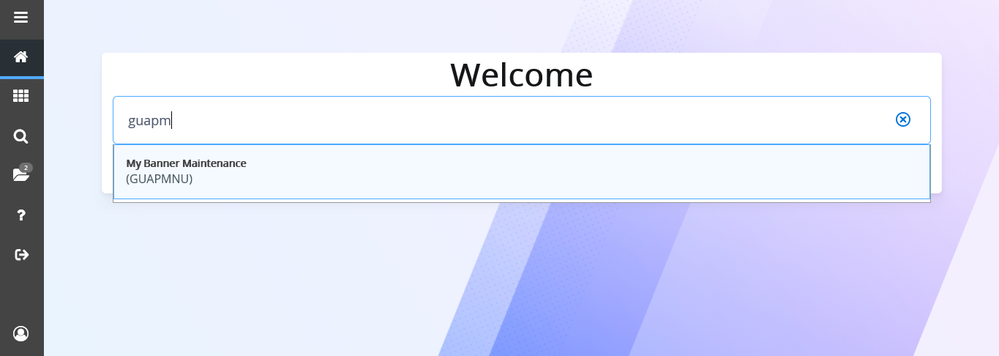 Welcome
guapm
My Banner Maintenance
(GUAPMNU)
2
?